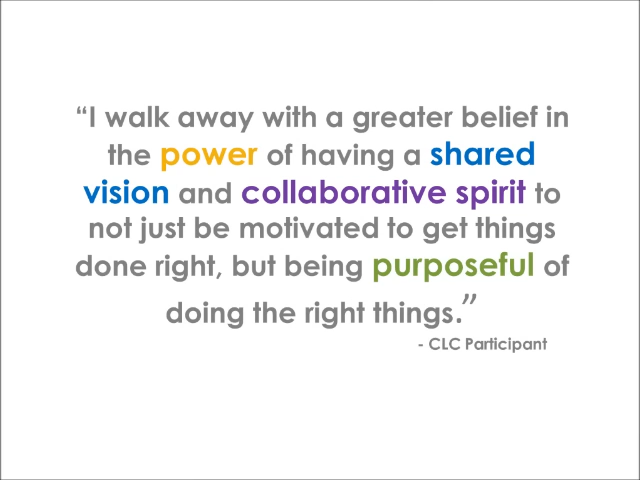 “I walk away with a greater belief in
the power of having a shared
vision and collaborative spirit to
not just be motivated to get things
done right, but being purposeful of
doing the right things.”
- CLC Participant